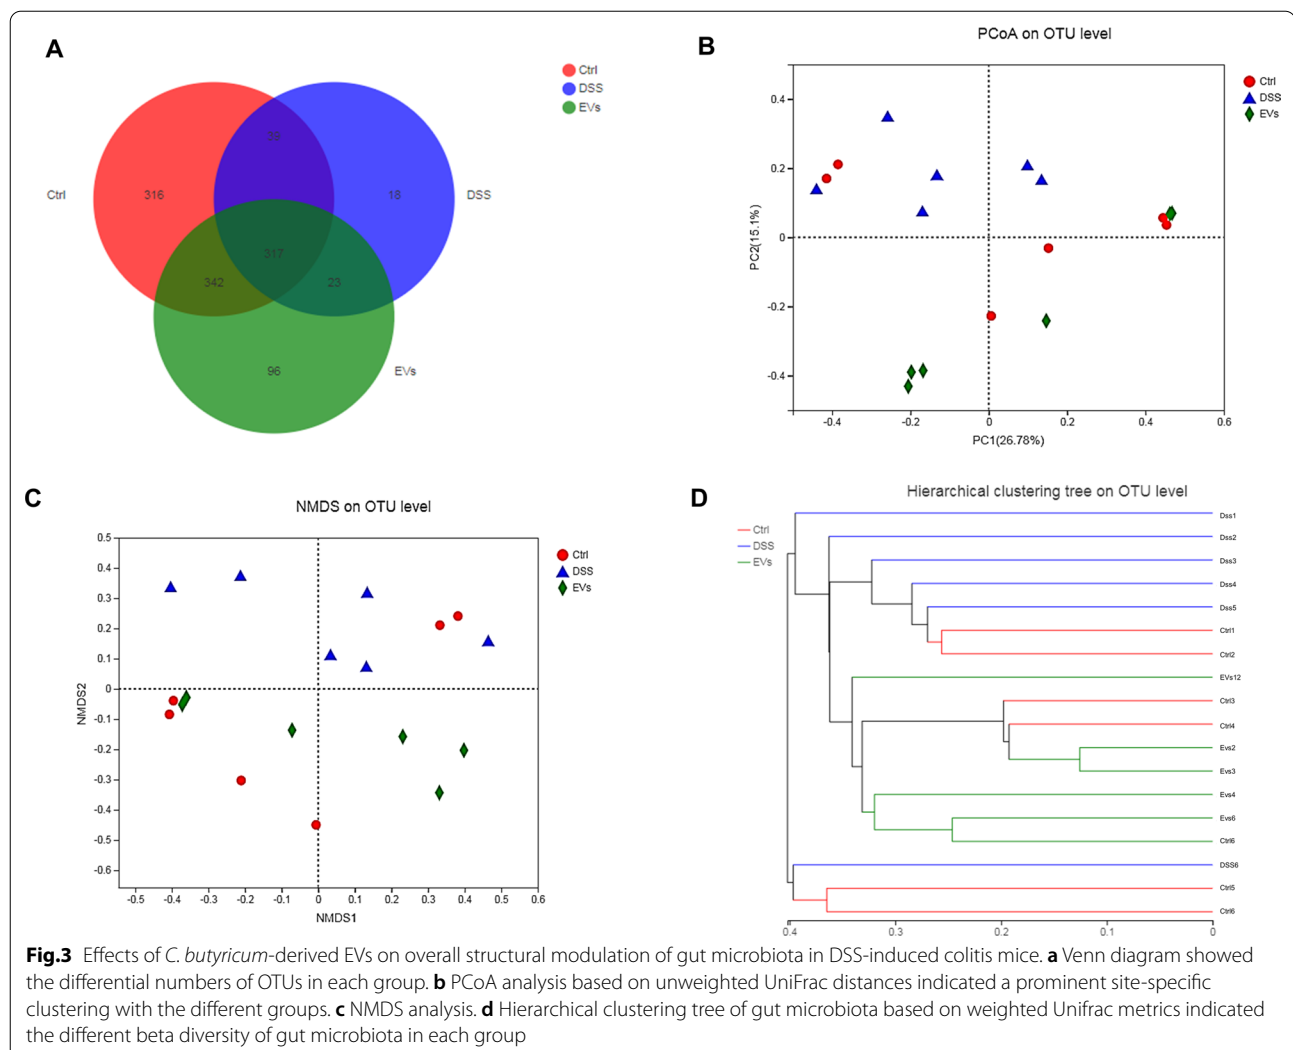 A
Ctrl
DSS
EVs
Ctrl
DSS
EVs
316
18
317
342
23
96
B
PCoA on OTU level
Ctrl
DSS
EVs
PC2(15.1%)
0.4
0.2
0
-0.2
-0.4
-0.4
-0.2
0
0.2
0.4
0.6
PC1(26.78%)
C
NMDS on OTU level
Ctrl
DSS
EVs
NMDS2
0.5
0.4
0.3
0.2
0.1
0
-0.1
-0.2
-0.3
-0.4
-0.5
-0.6
-0.5
-0.4
-0.3
-0.2
-0.1
0
0.1
0.2
0.3
0.4
0.5
0.6
NMDS1
D
Hierarchical clustering tree on OTU level
Ctrl
DSS
EVs
Dss1
Dss2
Dss3
Dss4
Dss5
Ctrl1
Ctrl2
EVs12
Ctrl3
Ctrl4
Evs2
Evs3
Evs4
Evs6
Ctrl6
DSS6
Ctrl5
Ctrl6
0.4
0.3
0.2
0.1
0
Fig.3 Effects of C. butyricum-derived EVs on overall structural modulation of gut microbiota in DSS-induced colitis mice. a Venn diagram showed
the differential numbers of OTUs in each group. b PCoA analysis based on unweighted UniFrac distances indicated a prominent site-specific
clustering with the different groups. c NMDS analysis. d Hierarchical clustering tree of gut microbiota based on weighted Unifrac metrics indicated
the different beta diversity of gut microbiota in each group